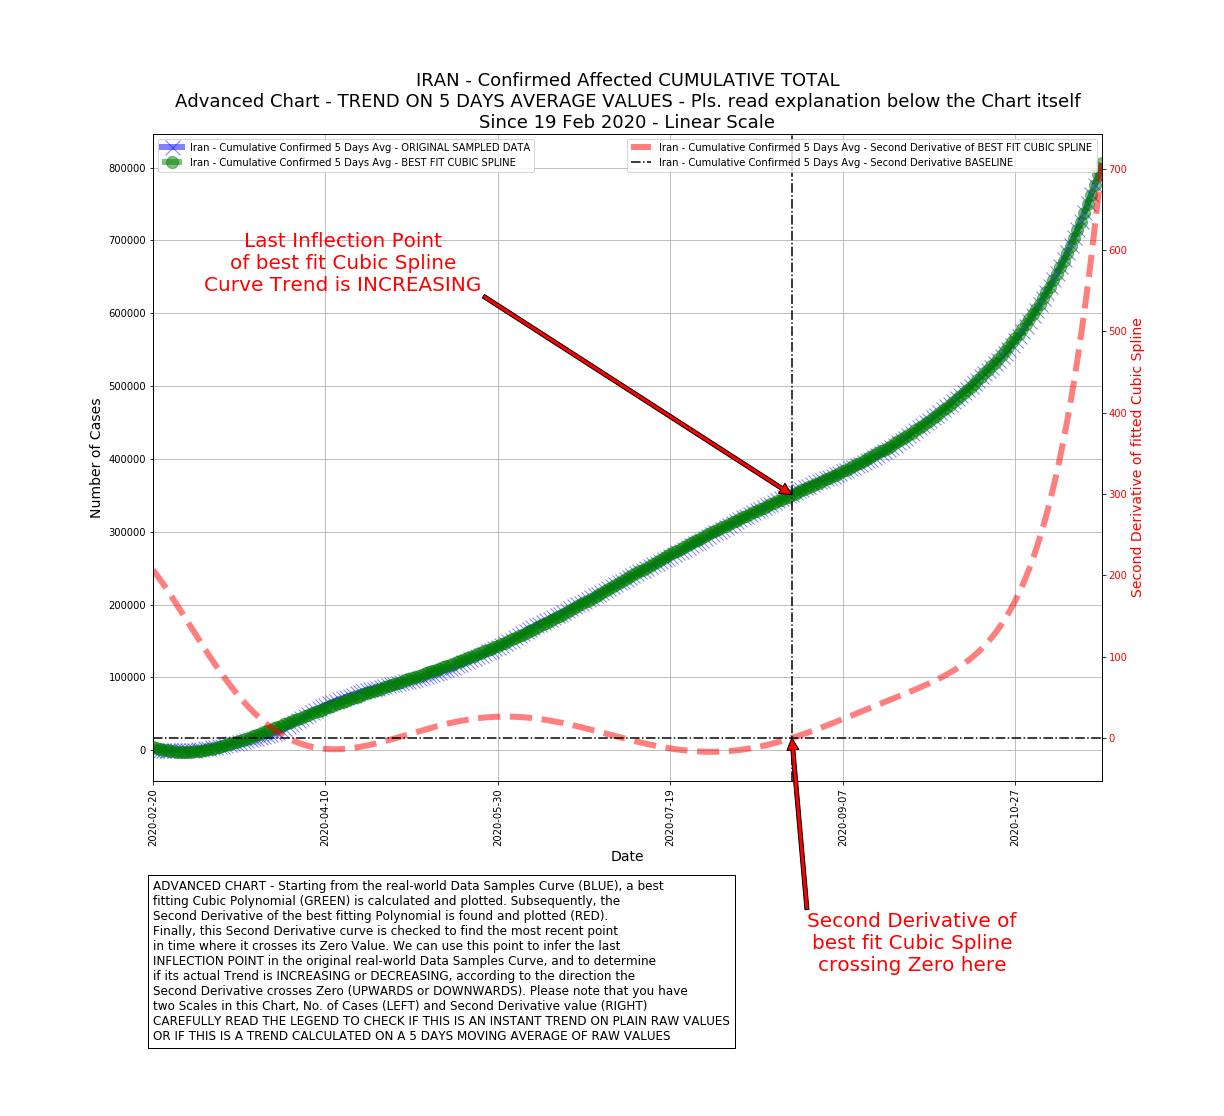 IRAN - Confirmed Affected CUMULATIVE TOTAL
Advanced Chart - TREND ON 5 DAYS AVERAGE VALUES - Pls. read explanation below the Chart itself
Since 19 Feb 2020 - Linear Scale
Iran - Cumulative Confirmed 5 Days Avg - ORIGINAL SAMPLED DATA
Iran - Cumulative Confirmed 5 Days Avg - BEST FIT CUBIC SPLINE
Iran - Cumulative Confirmed 5 Days Avg - Second Derivative of BEST FIT CUBIC SPLINE
Iran - Cumulative Confirmed 5 Days Avg - Second Derivative BASELINE
Last Inflection Point
of best fit Cubic Spline
Curve Trend is INCREASING
Number of Cases
800000
700000
600000
500000
400000
300000
200000
100000
0
Second Derivative of fitted Cubic Spline
700
600
500
400
300
200
100
0
2020-02-20
2020-04-10
2020-05-30
2020-07-19
2020-09-07
2020-10-27
Date
Second Derivative of
best fit Cubic Spline
crossing Zero here
ADVANCED CHART - Starting from the real-world Data Samples Curve (BLUE), a best
fitting Cubic Polynomial (GREEN) is calculated and plotted. Subsequently, the
Second Derivative of the best fitting Polynomial is found and plotted (RED).
Finally, this Second Derivative curve is checked to find the most recent point
in time where it crosses its Zero Value. We can use this point to infer the last
INFLECTION POINT in the original real-world Data Samples Curve, and to determine
if its actual Trend is INCREASING or DECREASING, according to the direction the
Second Derivative crosses Zero (UPWARDS or DOWNWARDS). Please note that you have
two Scales in this Chart, No. of Cases (LEFT) and Second Derivative value (RIGHT)
CAREFULLY READ THE LEGEND TO CHECK IF THIS IS AN INSTANT TREND ON PLAIN RAW VALUES
OR IF THIS IS A TREND CALCULATED ON A 5 DAYS MOVING AVERAGE OF RAW VALUES